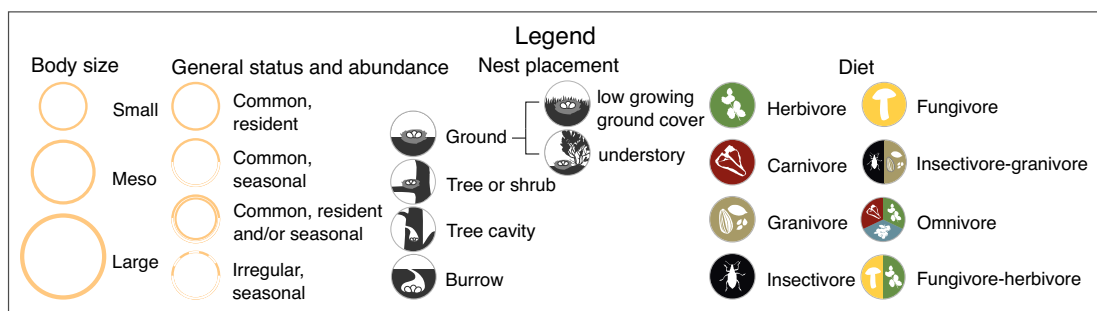 Legend
Body size
Small
Meso
Large
General status and abundance
Common,
resident
Common,
seasonal
Common, resident
and/or seasonal
Irregular,
seasonal
Nest placement
Ground
low growing
ground cover
understory
Tree or shrub
Tree cavity
Burrow
Diet
Herbivore
Carnivore
Granivore
Insectivore
Fungivore
Insectivore-granivore
Omnivore
Fungivore-herbivore